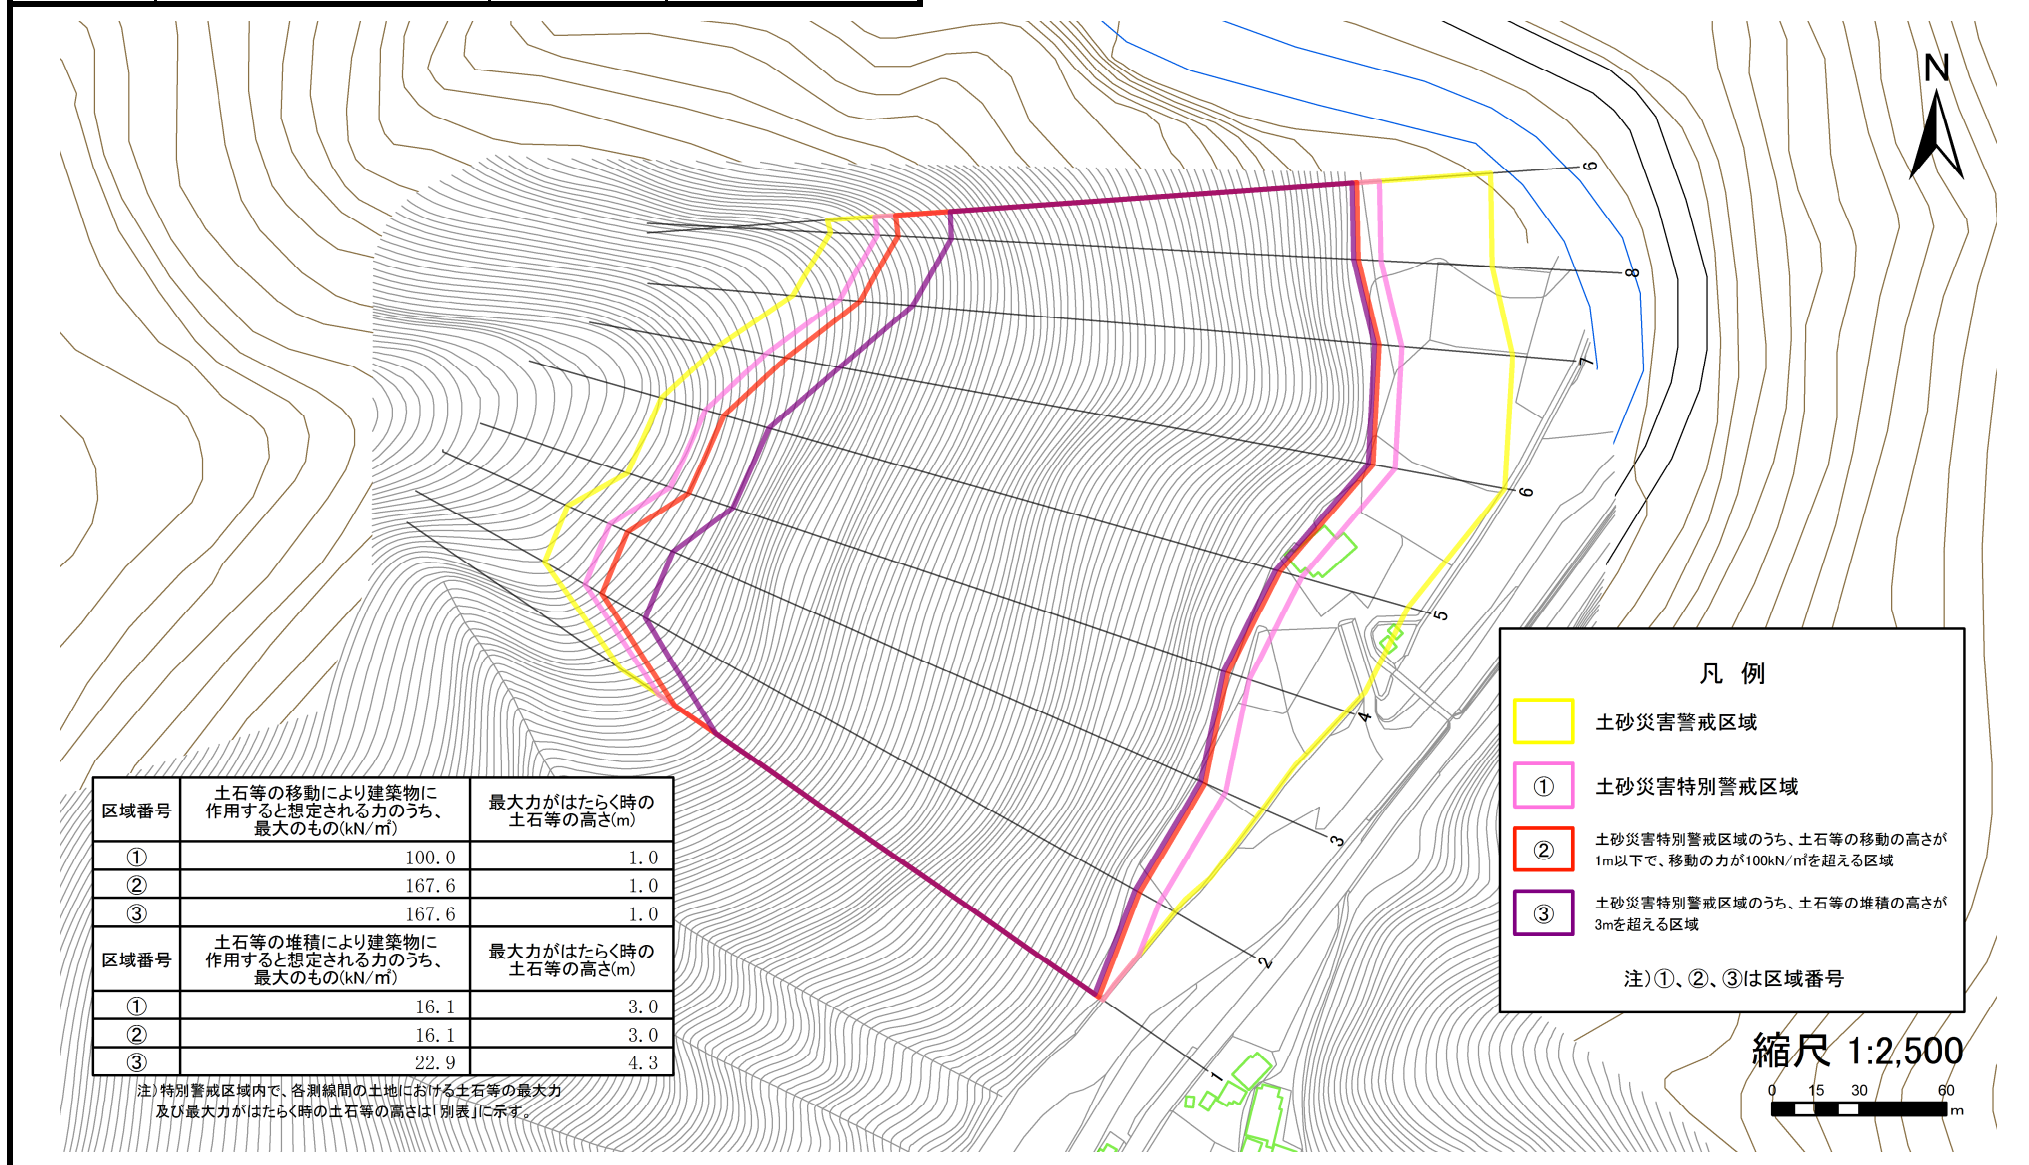 N
9
8
7
6
5
4
3
2
1
区域番号
土石等の移動により建築物に
作用すると想定される力のうち、
最大のもの(kN/㎡)
最大力がはたらく時の
土石等の高さ(m)
① 100.0 1.0
② 167.6 1.0
③ 167.6 1.0
区域番号
土石等の堆積により建築物に
作用すると想定される力のうち、
最大のもの(kN/㎡)
最大力がはたらく時の
土石等の高さ(m)
① 16.1 3.0
② 16.1 3.0
③ 22.9 4.3
注)特別警戒区域内で、各測線間の土地における土石等の最大力
及び最大力がはたらく時の土石等の高さは「別表」に示す。
凡 例
土砂災害警戒区域
① 土砂災害特別警戒区域
② 土砂災害特別警戒区域のうち、土石等の移動の高さが
1m以下で、移動の力が100kN/㎡を超える区域
③ 土砂災害特別警戒区域のうち、土石等の堆積の高さが
3mを超える区域
注)①、②、③は区域番号
縮尺 1:2,500
0 15 30 60
m